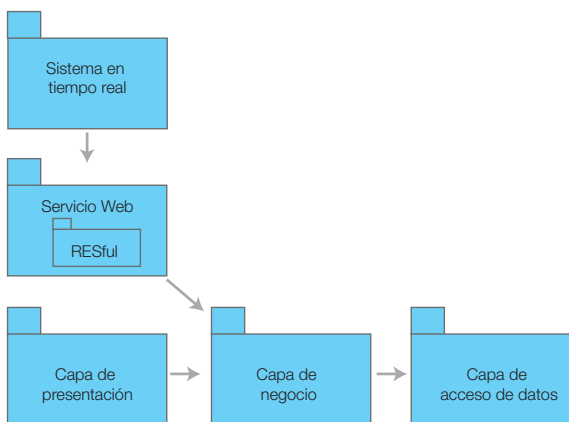 Sistema en
tiempo real
Servicio Web
RESful
Capa de
presentación
Capa de
negocio
Capa de
acceso de datos